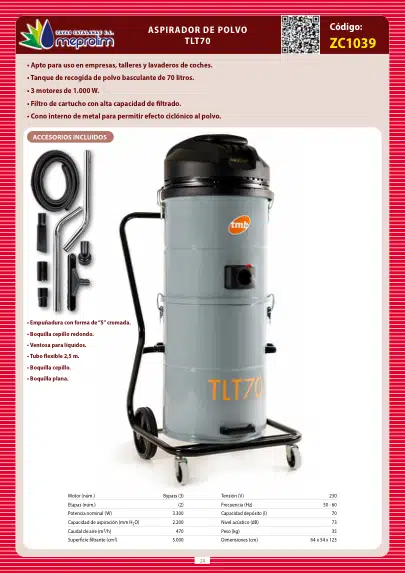 CAVAS CATALANAS S.L.
meprolim
ASPIRADOR DE POLVO
TLT70
Código:
ZC1039
• Apto para uso en empresas, talleres y lavaderos de coches.
• Tanque de recogida de polvo basculante de 70 litros.
• 3 motores de 1.000 W.
• Filtro de cartucho con alta capacidad de filtrado.
• Cono interno de metal para permitir efecto ciclónico al polvo.
ACCESORIOS INCLUIDOS
tmb
• Empuñadura con forma de "S" cromada.
• Boquilla cepillo redondo.
• Ventosa para líquidos.
• Tubo flexible 2,5 m.
• Boquilla cepillo.
• Boquilla plana.
TLT70
Motor (núm.) Bypass (3) Tensión (V) 230
Etapas (núm.) (2) Frecuencia (Hz) 50 - 60
Potencia nominal (W) 3.300 Capacidad depósito (l) 70
Capacidad de aspiración (mm H₂O) 2.200 Nivel acústico (dB) 73
Caudal de aire (m³/h) 470 Peso (kg) 35
Superficie filtrante (cm²) 5.000 Dimensiones (cm) 64 x 54 x 125